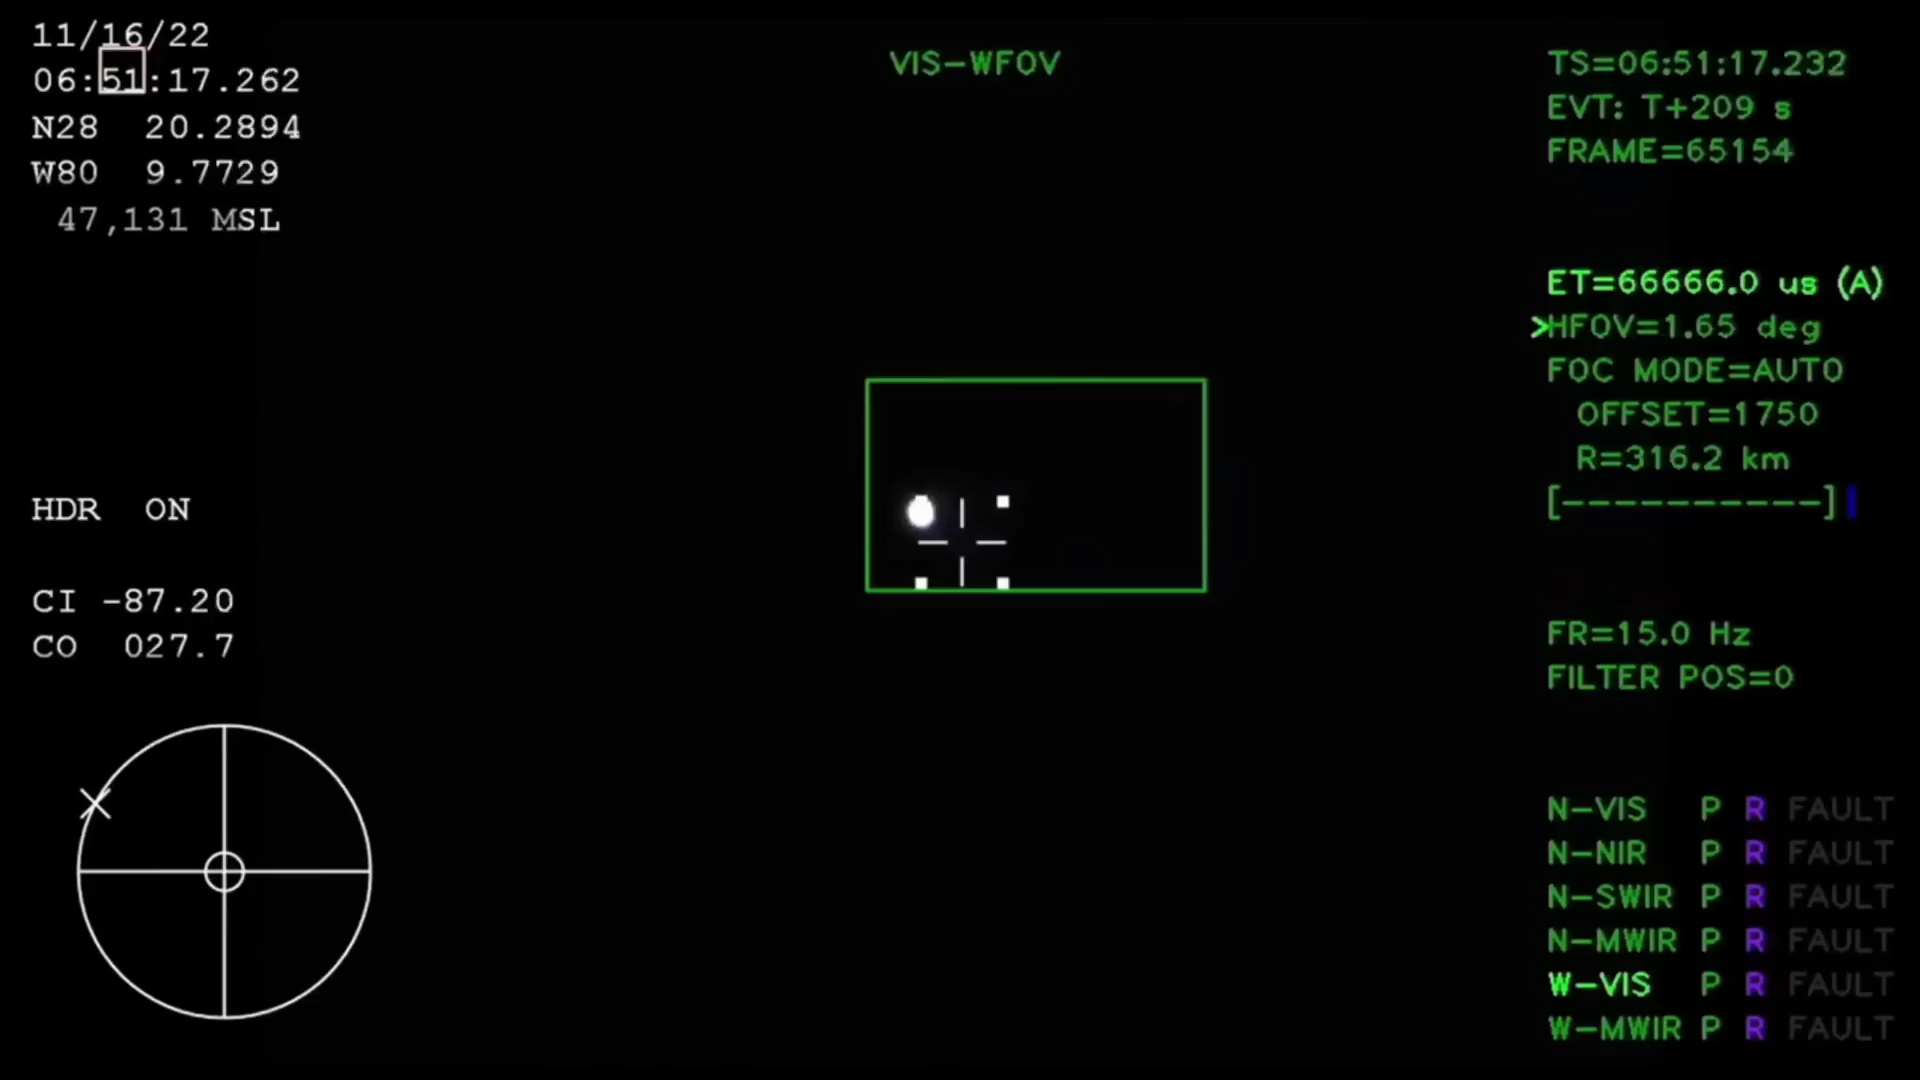 11/16/22
06:51:17.262
N28 20.2894
W80 9.7729
47,131 MSL
HDR ON
CI -87.20
CO 027.7
VIS-WFOV
TS=06:51:17.232
EVT: T+209 s
FRAME=65154
ET=66666.0 us (A)
>HFOV=1.65 deg
FOC MODE=AUTO
OFFSET=1750
R=316.2 km
[----------]
FR=15.0 Hz
FILTER POS=0
N-VIS P R FAULT
N-NIR P R FAULT
N-SWIR P R FAULT
N-MWIR P R FAULT
W-VIS P R FAULT
W-MWIR P R FAULT